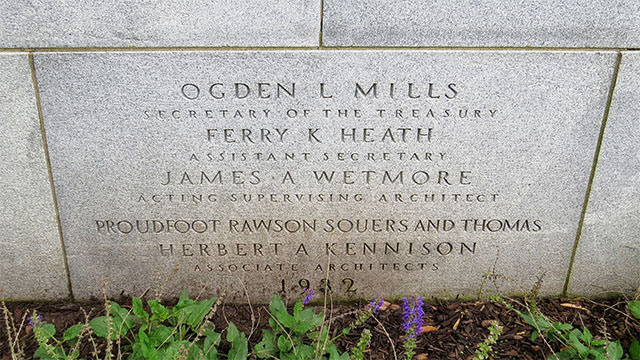 OGDEN L MILLS
SECRETARY OF THE TREASURY
FERRY K HEATH
ASSISTANT SECRETARY
JAMES · A WETMORE
ACTING SUPERVISING ARCHITECT
PROUDFOOT RAWSON SOUERS AND THOMAS
HERBERT A KENNISON
ASSOCIATE ARCHITECTS
1932